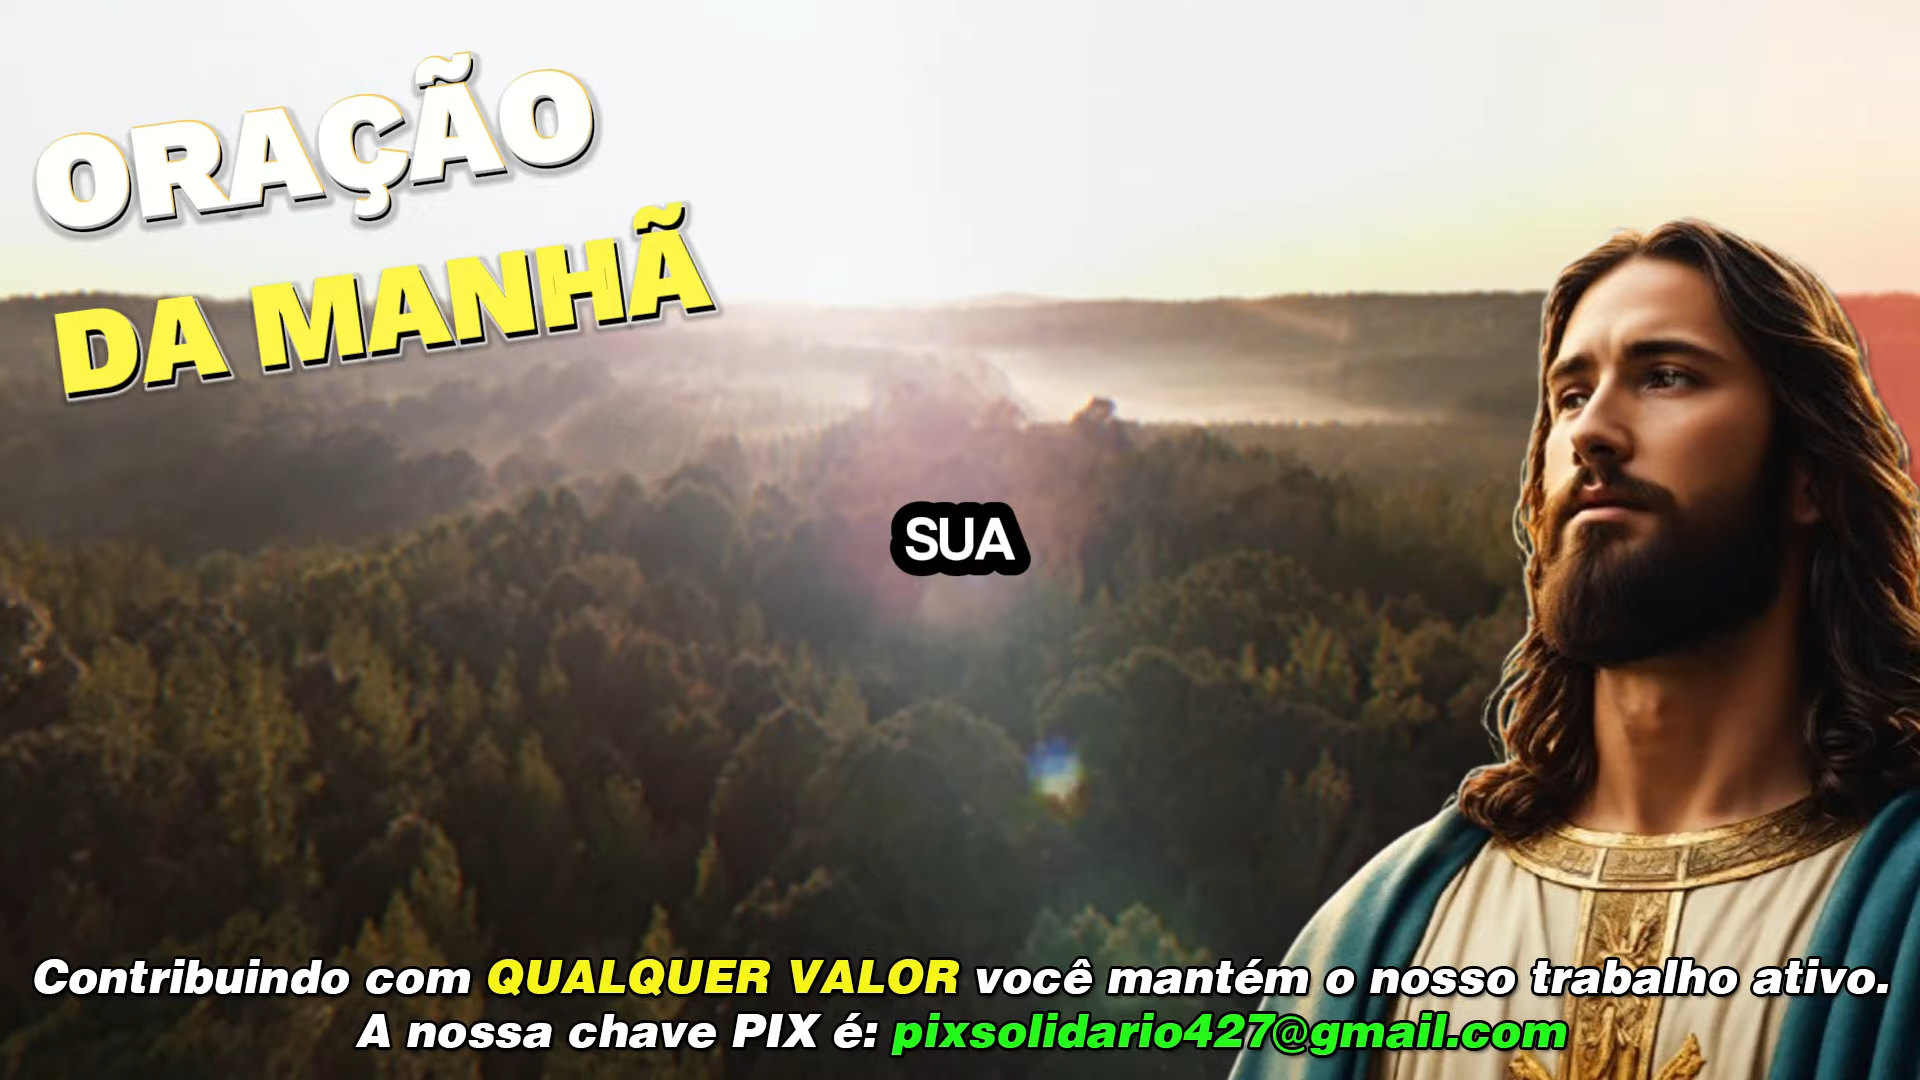 ORAÇÃO
DA MANHÃ
SUA
Contribuindo com QUALQUER VALOR você mantém o nosso trabalho ativo.
A nossa chave PIX é: pixsolidario427@gmail.com